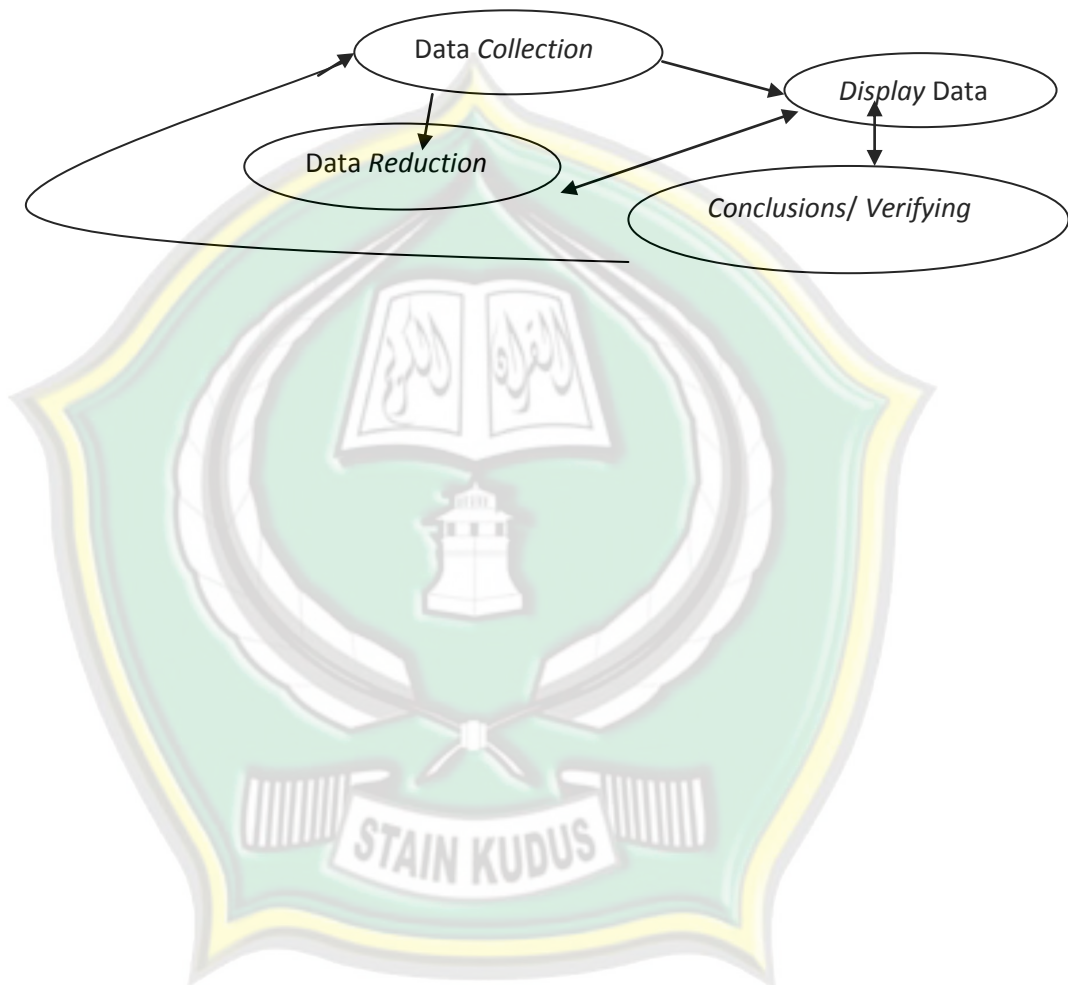 Data Collection
Display Data
Data Reduction
Conclusions/ Verifying
STAIN KUDUS